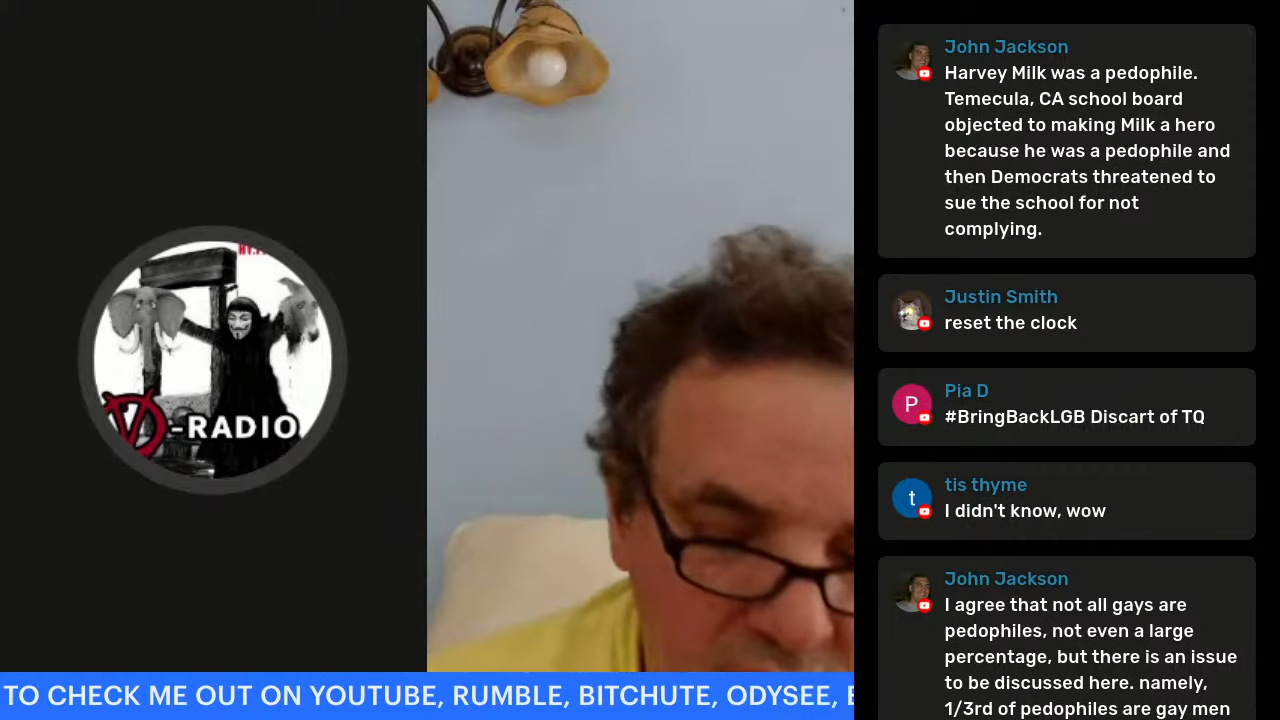 -RADIO
John Jackson
Harvey Milk was a pedophile.
Temecula, CA school board
objected to making Milk a hero
because he was a pedophile and
then Democrats threatened to
sue the school for not
complying.
Justin Smith
reset the clock
P
Pia D
#BringBackLGB Discart of TQ
t
tis thyme
I didn't know, wow
John Jackson
I agree that not all gays are
pedophiles, not even a large
percentage, but there is an issue
to be discussed here. namely,
1/3rd of pedophiles are gay men
TO CHECK ME OUT ON YOUTUBE, RUMBLE, BITCHUTE, ODYSEE,